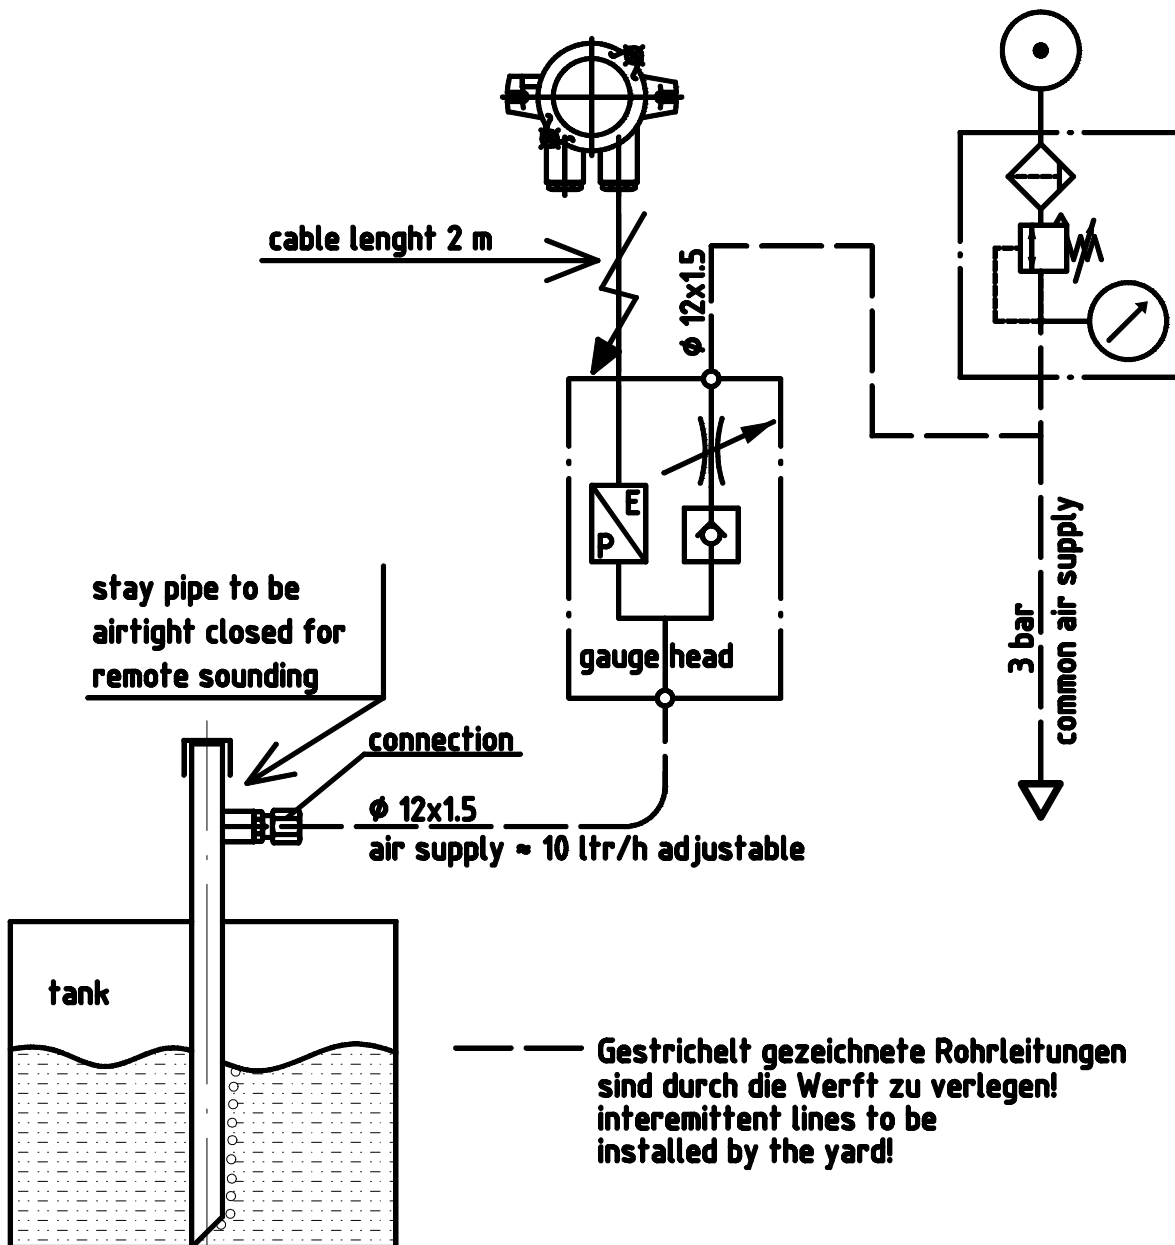 cable lenght 2 m
ϕ 12x1.5
E
P
stay pipe to be
airtight closed for
remote sounding
gauge head
3 bar
common air supply
connection
ϕ 12x1.5
air supply ≈ 10 ltr/h adjustable
tank
Gestrichelt gezeichnete Rohrleitungen
sind durch die Werft zu verlegen!
interemittent lines to be
installed by the yard!